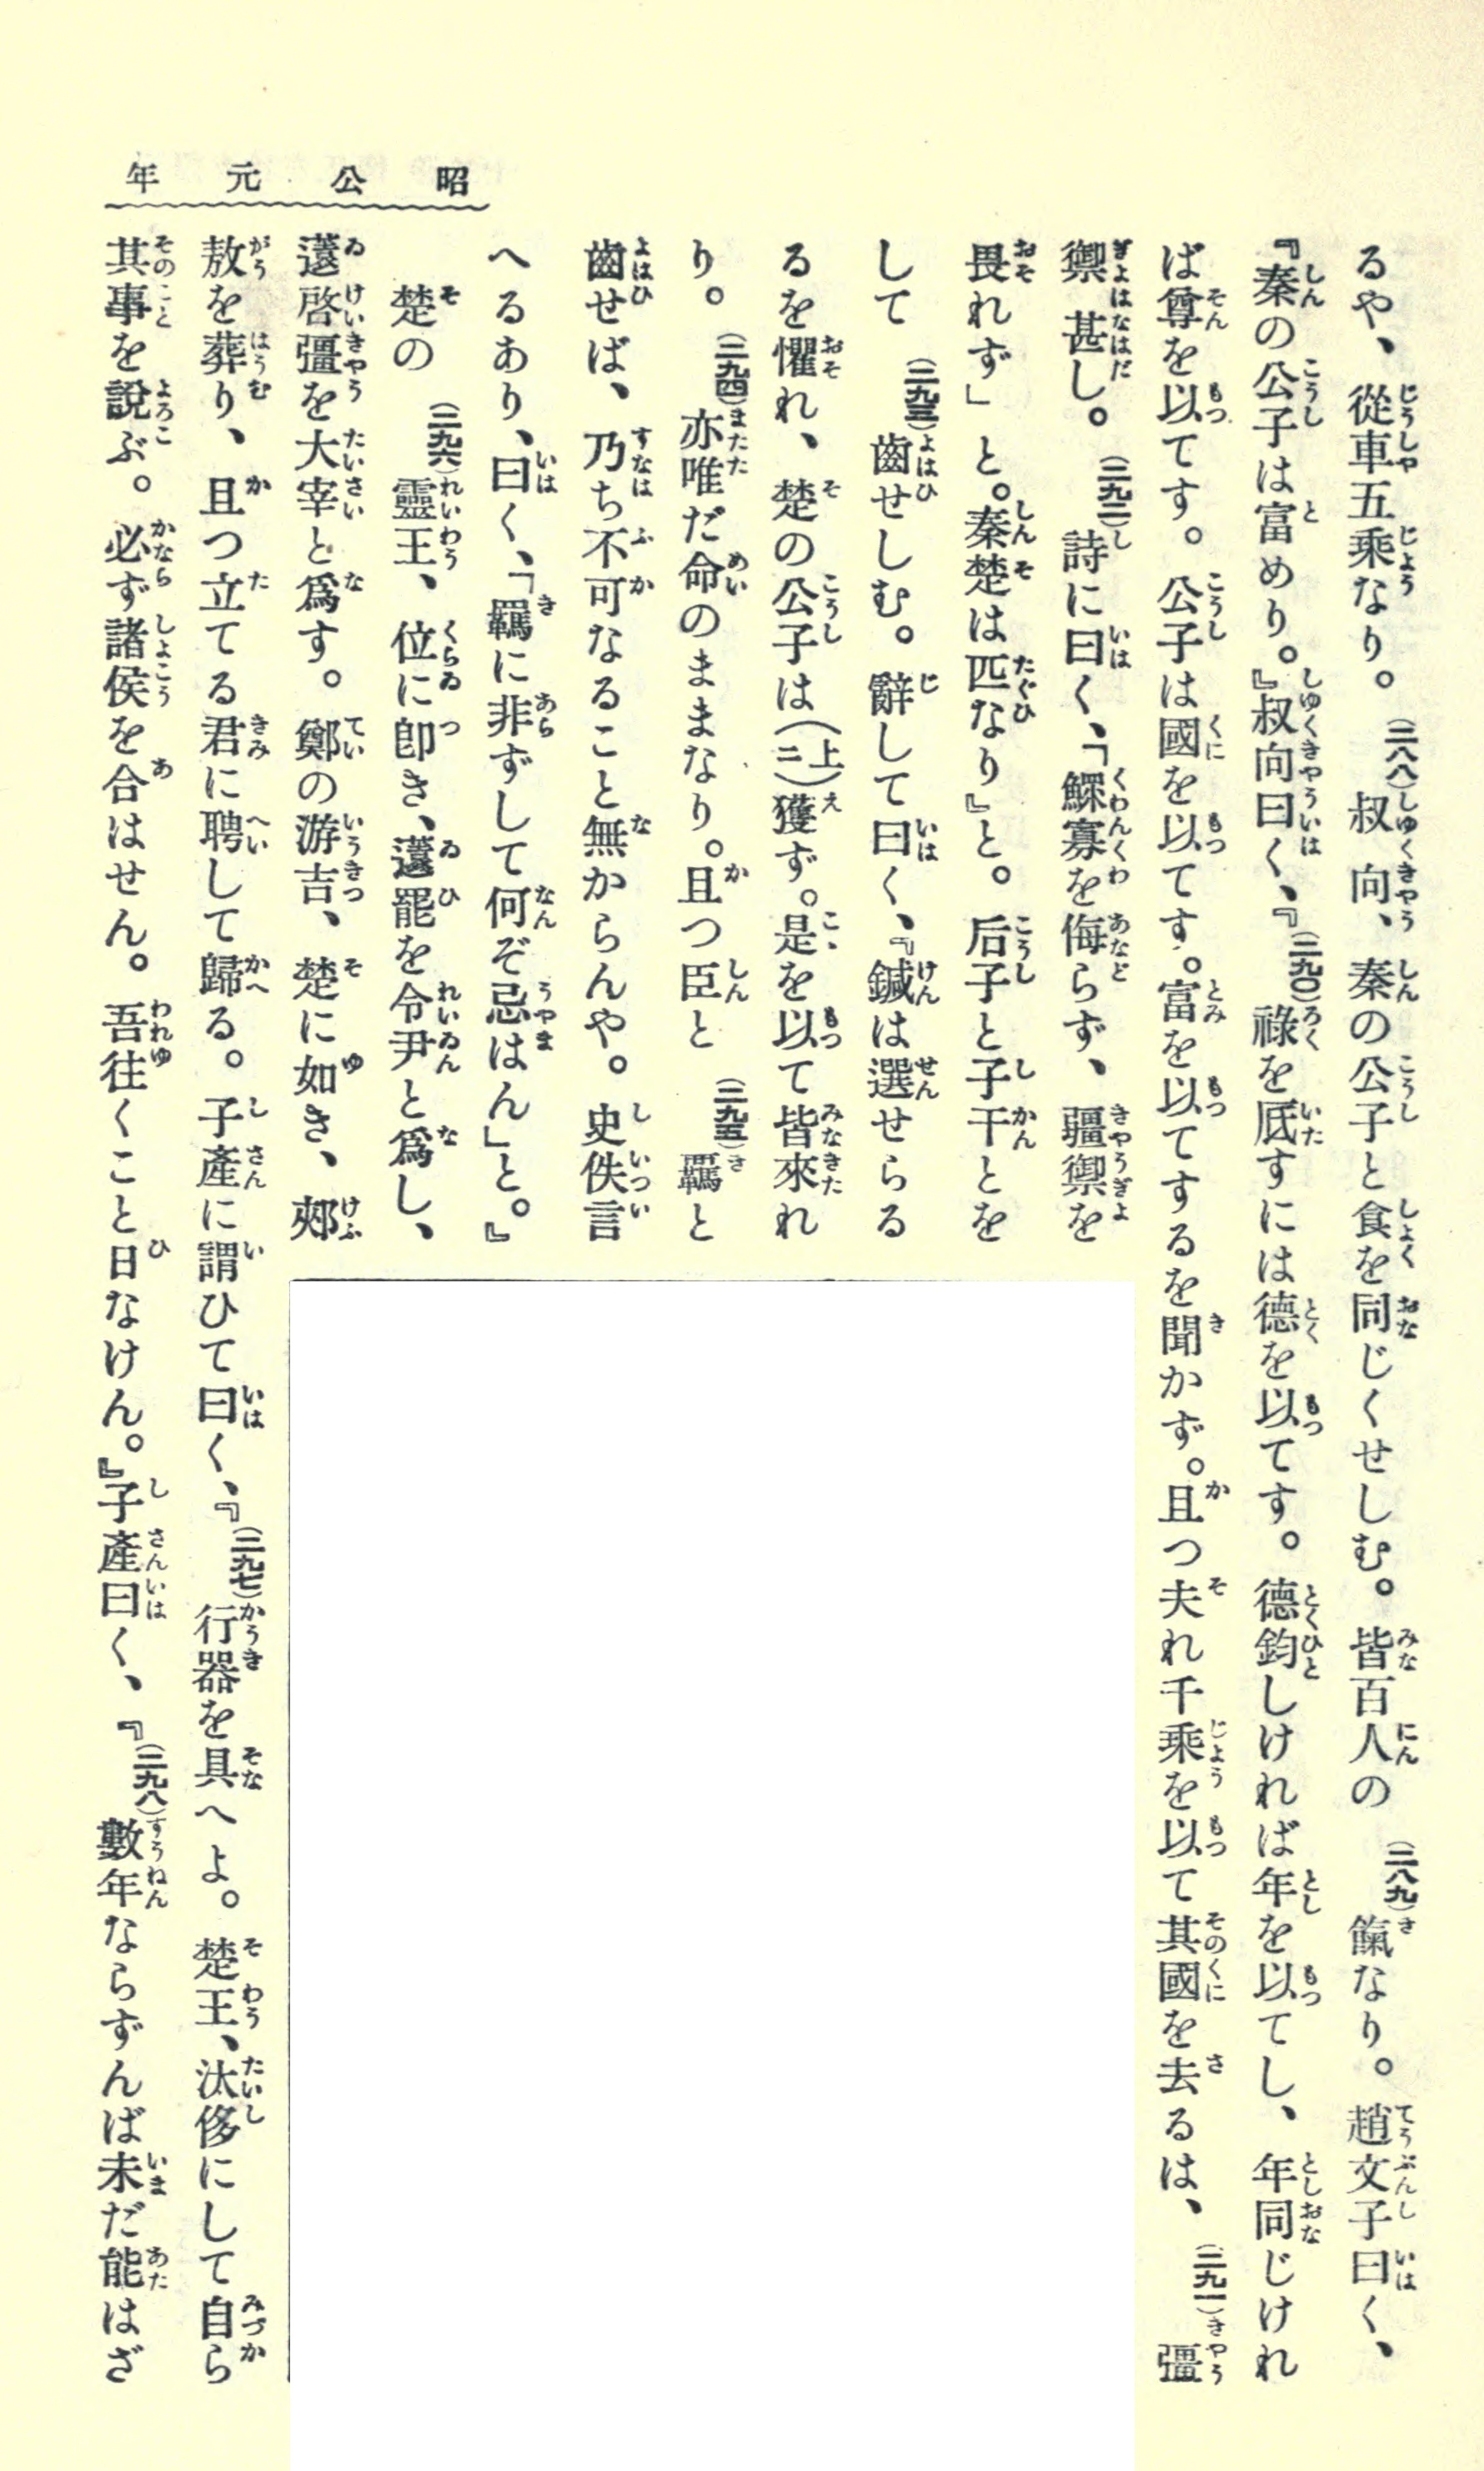 昭公元年
るや、從車五乘なり。(二八八)叔向、秦の公子と食を同じくせしむ。皆百人の(二八九)餼なり。趙文子曰く、
『秦の公子は富めり。』叔向曰く、『(二九〇)祿を底すには德を以てす。德鈞しければ年を以てし、年同じけれ
ば尊を以てす。公子は國を以てす。富を以てするを聞かず。且つ夫れ千乘を以て其國を去るは、(二九一)彊
禦甚し。(二九二)詩に曰く、「鰥寡を侮らず、彊禦を
畏れず」と。秦楚は匹なり』と。后子と子干とを
して(二九三)齒せしむ。辭して曰く、『鍼は選せらる
るを懼れ、楚の公子は(上ニ)獲ず。是を以て皆來れ
り。(二九四)亦唯だ命のままなり。且つ臣と(二九五)羈と
齒せば、乃ち不可なること無からんや。史佚言
へるあり、曰く、「羈に非ずして何ぞ忌はん」と。』
楚の(二九六)靈王、位に卽き、薳罷を令尹と爲し、
薳啓彊を大宰と爲す。鄭の游吉、楚に如き、郟
敖を葬り、且つ立てる君に聘して歸る。子產に謂ひて曰く、『(二九七)行器を具へよ。楚王、汰侈にして自ら
其事を說ぶ。必ず諸侯を合はせん。吾往くこと日なけん。』子產曰く、『(二九八)數年ならずんば未だ能はざ